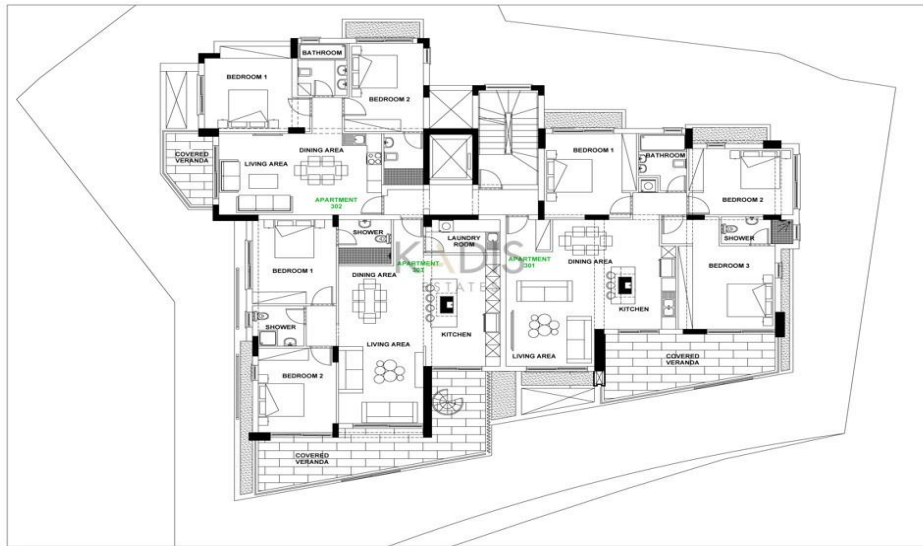 BATHROOM
BEDROOM 1
BEDROOM 2
COVERED
VERANDA
LIVING AREA
DINING AREA
APARTMENT
302
BEDROOM 1
BATHROOM
BEDROOM 2
SHOWER
BEDROOM 3
APARTMENT
301
DINING AREA
KITCHEN
LIVING AREA
COVERED
VERANDA
LAUNDRY
ROOM
KITCHEN
SHOWER
APARTMENT
DINING AREA
BEDROOM 1
SHOWER
LIVING AREA
BEDROOM 2
COVERED
VERANDA
KADIS
ESTATES